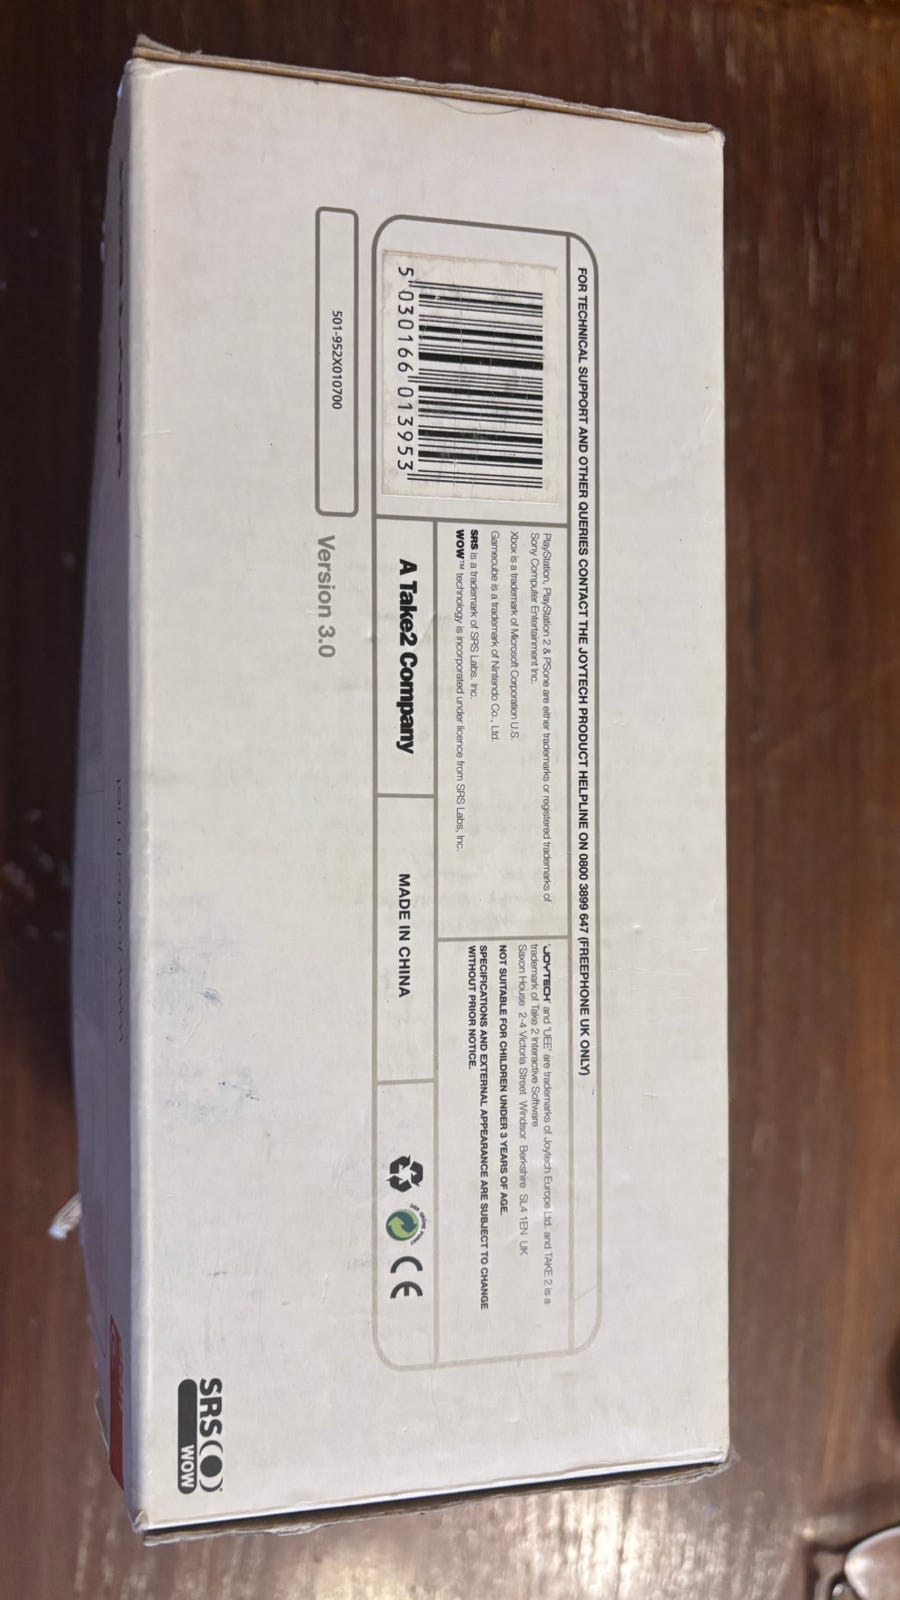 FOR TECHNICAL SUPPORT AND OTHER QUERIES CONTACT THE JOYTECH PRODUCT HELPLINE ON 0800 3899 647 (FREEPHONE UK ONLY)
5 030166 013953
PlayStation, PlayStation 2 & PSone are either trademarks or registered trademarks of
Sony Computer Entertainment Inc.
Xbox is a trademark of Microsoft Corporation U.S.
Gamecube is a trademark of Nintendo Co., Ltd.
SRS is a trademark of SRS Labs, Inc.
WOW™ technology is incorporated under licence from SRS Labs, Inc.
'JOYTECH' and 'UEE' are trademarks of Joytech Europe Ltd. and TAKE 2 is a
trademark of Take 2 Interactive Software
Saxon House 2-4 Victoria Street Windsor Berkshire SL4 1EN UK
NOT SUITABLE FOR CHILDREN UNDER 3 YEARS OF AGE.
SPECIFICATIONS AND EXTERNAL APPEARANCE ARE SUBJECT TO CHANGE
WITHOUT PRIOR NOTICE.
A Take2 Company
MADE IN CHINA
CE
501-952X010700
Version 3.0
SRS
WOW